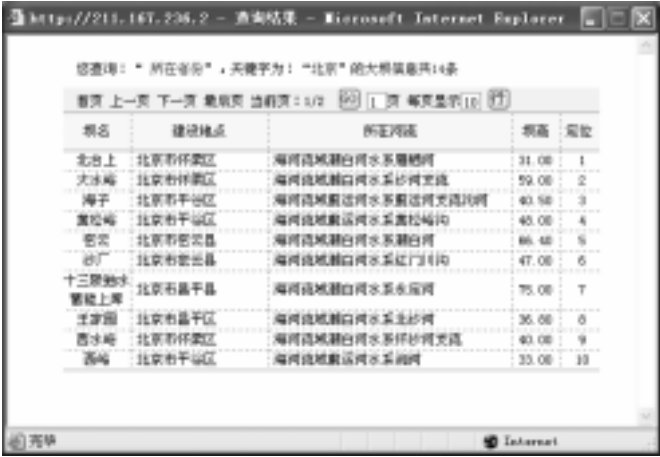 http://211.167.236.2 - 查询结果 - Microsoft Internet Explorer
您查询:“ 所在省份”,关键字为:“北京”的大坝信息共14条
首页 上一页 下一页 最后页 当前页:1/2 GO 1 页 每页显示10 行
坝名 建设地点 所在河流 坝高 定位
北台上 北京市怀柔区 海河流域潮白河水系雁栖河 31.00 1
大水峪 北京市怀柔区 海河流域潮白河水系沙河支流 59.00 2
海子 北京市平谷区 海河流域蓟运河水系蓟运河支流泃河 40.50 3
黄松峪 北京市平谷区 海河流域蓟运河水系黄松峪沟 48.00 4
密云 北京市密云县 海河流域潮白河水系潮白河 66.40 5
沙厂 北京市密云县 海河流域潮白河水系红门川沟 47.00 6
十三陵抽水
蓄能上库 北京市昌平县 海河流域潮白河水系永定河 75.00 7
王家园 北京市昌平区 海河流域潮白河水系北沙河 36.80 8
西水峪 北京市怀柔区 海河流域潮白河水系怀沙河支流 40.00 9
西峪 北京市平谷区 海河流域蓟运河水系 33.00 10
完毕 Internet